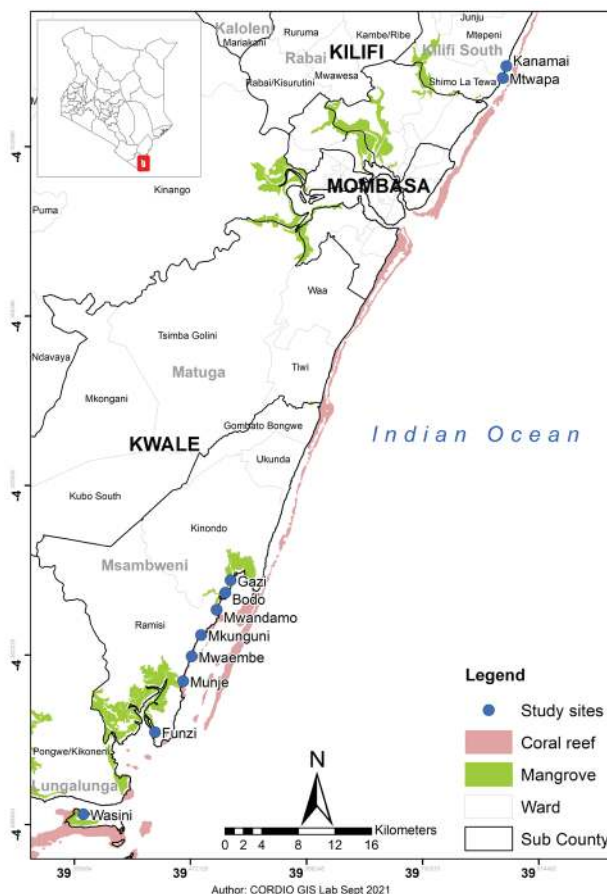 Kaloleni
Mariakani
Ruruma
Kambe/Ribe
Junju
Mtepeni
Rabai
KILIFI
Kilifi South
Kanamai
Mwawesa
Rabai/Kisurutini
Shimo La Tewa
Mtwapa
MOMBASA
Kinango
Puma
Waa
Tsimba Golini
Ndavaya
Matuga
Tiwi
Mkongani
Gombato Bongwe
KWALE
Indian Ocean
Ukunda
Kubo South
Kinondo
Msambweni
Gazi
Bodo
Mwandamo
Ramisi
Mkunguni
Mwaembe
Munje
Funzi
Pongwe/Kikoneni
Lungalunga
Wasini
Legend
Study sites
Coral reef
Mangrove
Ward
Sub County
N
Kilometers
0 2 4 8 12 16
-4
-4
-4
-4
-4
39
39
39
39
39
Author: CORDIO GIS Lab Sept 2021